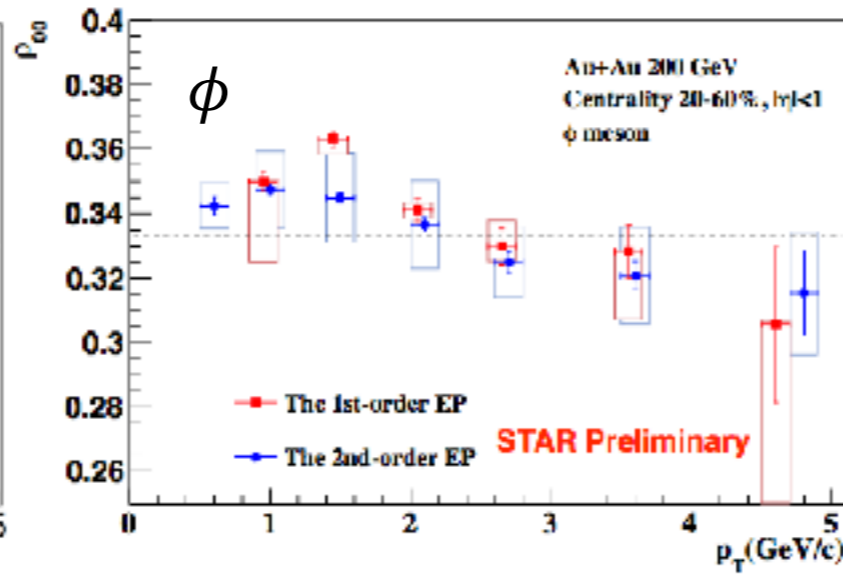 ρ00
0.4
0.38
0.36
0.34
0.32
0.3
0.28
0.26
ϕ
Au+Au 200 GeV
Centrality 20-60%, |η|<1
ϕ meson
The 1st-order EP
The 2nd-order EP
STAR Preliminary
0 1 2 3 4 5
pT(GeV/c)